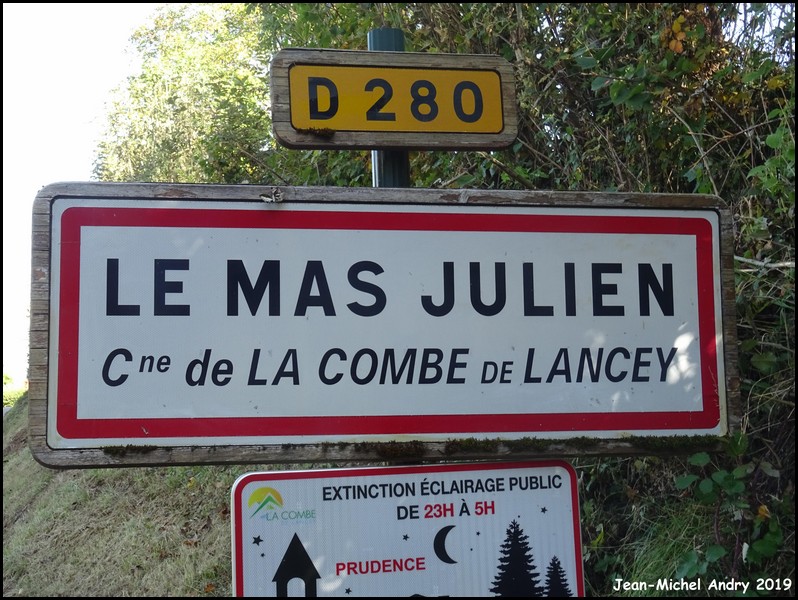 D 280
LE MAS JULIEN
Cne de LA COMBE DE LANCEY
EXTINCTION ÉCLAIRAGE PUBLIC
DE 23H À 5H
LA COMBE
PRUDENCE
Jean-Michel Andry 2019